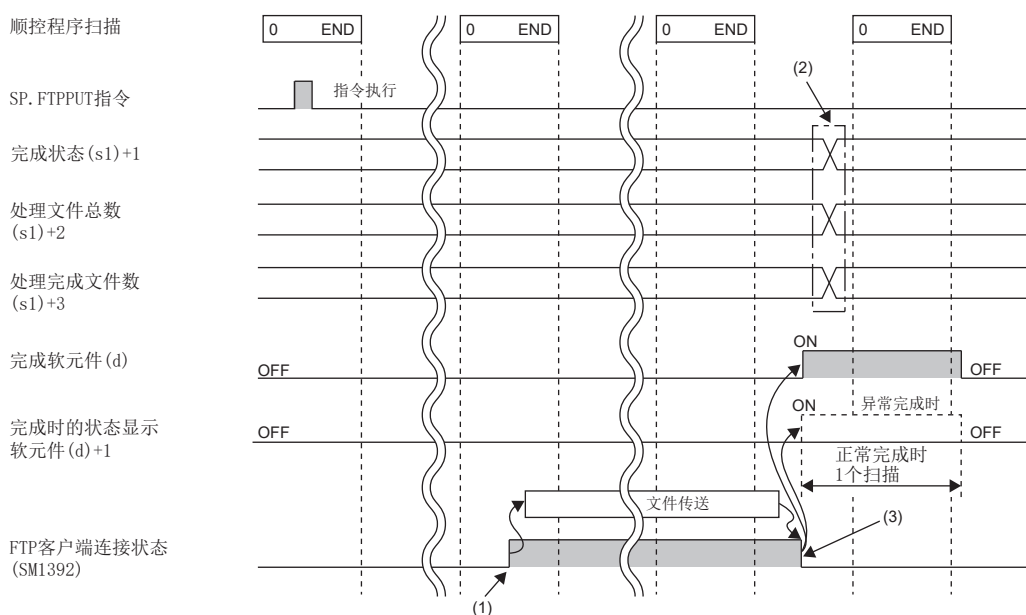 顺控程序扫描
0 END
0 END
0 END
0 END
(2)
SP.FTPPUT指令
指令执行
完成状态(s1)+1
处理文件总数
(s1)+2
处理完成文件数
(s1)+3
ON
完成软元件(d)
OFF
OFF
ON
异常完成时
完成时的状态显示
软元件(d)+1
OFF
OFF
正常完成时
1个扫描
文件传送
(3)
FTP客户端连接状态
(SM1392)
(1)